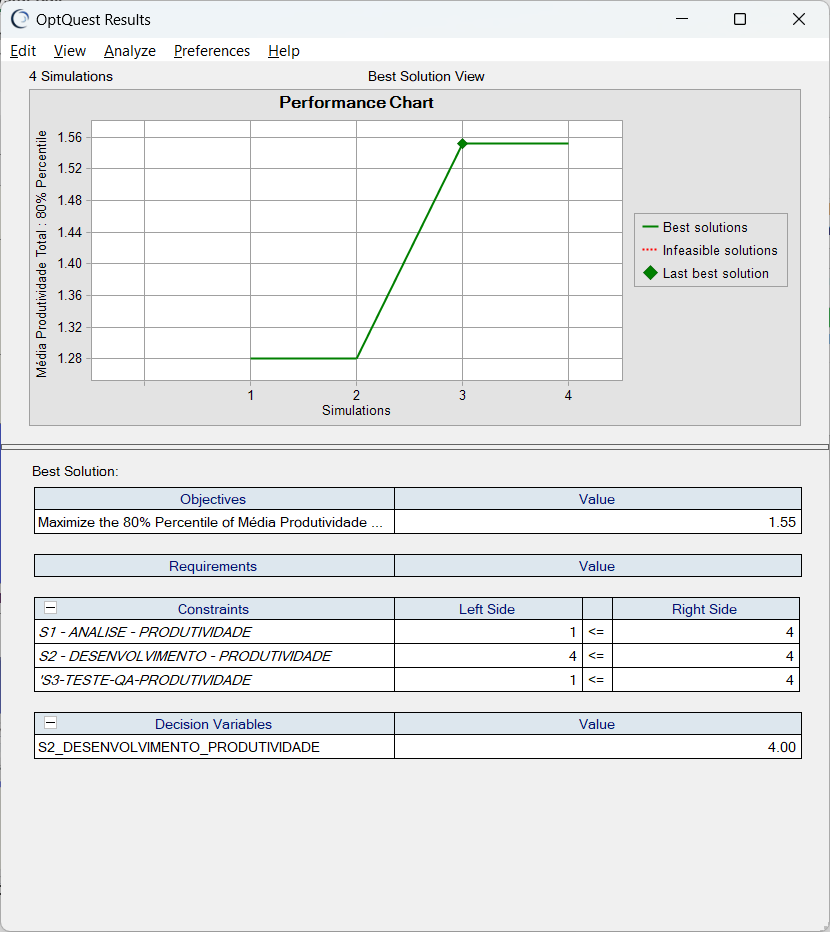 OptQuest Results
Edit View Analyze Preferences Help
4 Simulations
Best Solution View
Performance Chart
Média Produtividade Total : 80% Percentile
1.56
1.52
1.48
1.44
1.40
1.36
1.32
1.28
1 2 3 4
Simulations
Best solutions
Infeasible solutions
Last best solution
Best Solution:
Objectives Value
Maximize the 80% Percentile of Média Produtividade ... 1.55
Requirements Value
Constraints Left Side Right Side
S1 - ANALISE - PRODUTIVIDADE 1 <= 4
S2 - DESENVOLVIMENTO - PRODUTIVIDADE 4 <= 4
'S3-TESTE-QA-PRODUTIVIDADE 1 <= 4
Decision Variables Value
S2_DESENVOLVIMENTO_PRODUTIVIDADE 4.00